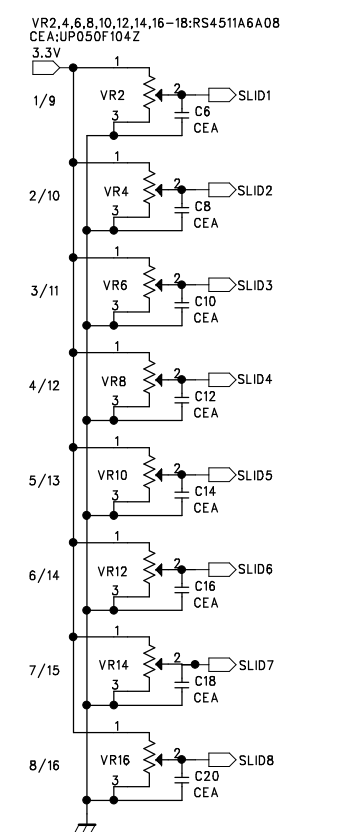 VR2,4,6,8,10,12,14,16-18:RS4511A6A08
CEA:UP050F104Z
3.3V
1
1/9
VR2
2
SLID1
3
C6
CEA
1
2/10
VR4
2
SLID2
3
C8
CEA
1
3/11
VR6
2
SLID3
3
C10
CEA
1
4/12
VR8
2
SLID4
3
C12
CEA
1
5/13
VR10
2
SLID5
3
C14
CEA
1
6/14
VR12
2
SLID6
3
C16
CEA
1
7/15
VR14
2
SLID7
3
C18
CEA
1
8/16
VR16
2
SLID8
3
C20
CEA